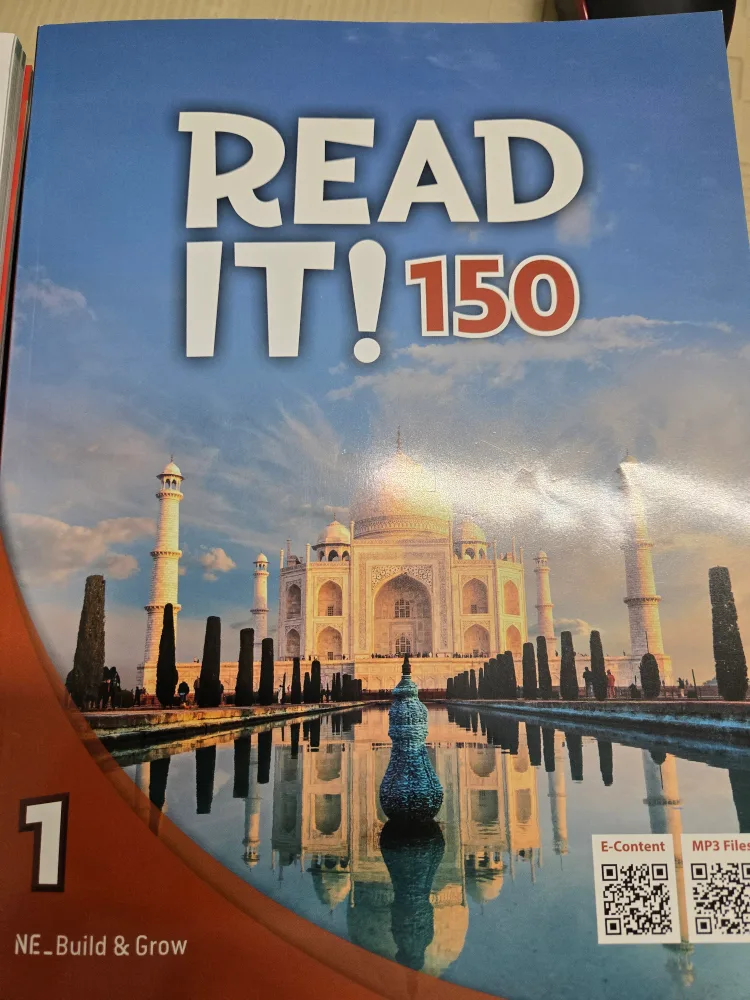 READ
IT! 150
1
NE_Build & Grow
E-Content
MP3 Files